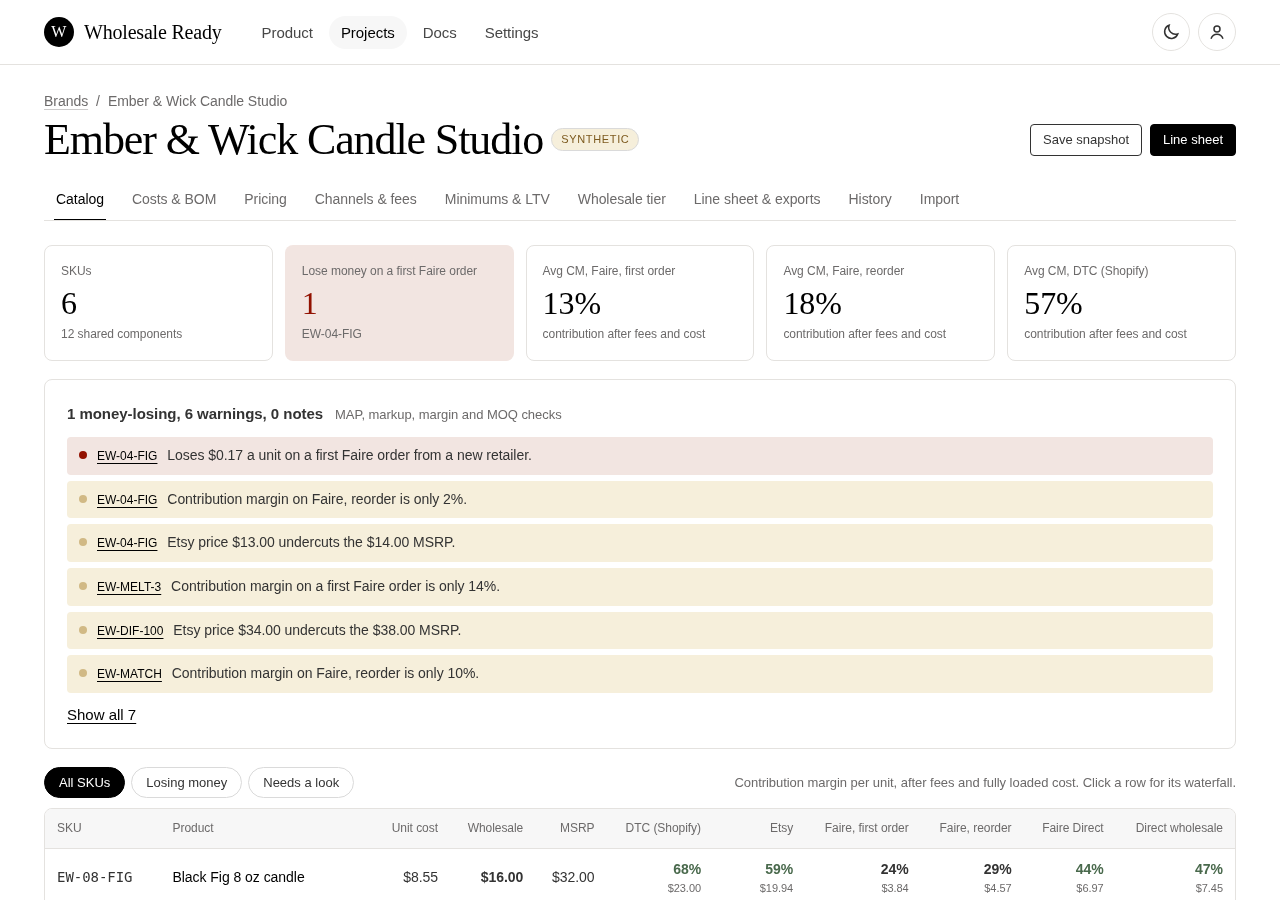 W Wholesale Ready Product Projects Docs Settings
Brands / Ember & Wick Candle Studio
Ember & Wick Candle Studio SYNTHETIC Save snapshot Line sheet
Catalog Costs & BOM Pricing Channels & fees Minimums & LTV Wholesale tier Line sheet & exports History Import
SKUs
6
12 shared components
Lose money on a first Faire order
1
EW-04-FIG
Avg CM, Faire, first order
13%
contribution after fees and cost
Avg CM, Faire, reorder
18%
contribution after fees and cost
Avg CM, DTC (Shopify)
57%
contribution after fees and cost
1 money-losing, 6 warnings, 0 notes MAP, markup, margin and MOQ checks
EW-04-FIG Loses $0.17 a unit on a first Faire order from a new retailer.
EW-04-FIG Contribution margin on Faire, reorder is only 2%.
EW-04-FIG Etsy price $13.00 undercuts the $14.00 MSRP.
EW-MELT-3 Contribution margin on a first Faire order is only 14%.
EW-DIF-100 Etsy price $34.00 undercuts the $38.00 MSRP.
EW-MATCH Contribution margin on Faire, reorder is only 10%.
Show all 7
All SKUs Losing money Needs a look Contribution margin per unit, after fees and fully loaded cost. Click a row for its waterfall.
SKU Product Unit cost Wholesale MSRP DTC (Shopify) Etsy Faire, first order Faire, reorder Faire Direct Direct wholesale
EW-08-FIG Black Fig 8 oz candle $8.55 $16.00 $32.00 68% 59% 24% 29% 44% 47%
$23.00 $19.94 $3.84 $4.57 $6.97 $7.45